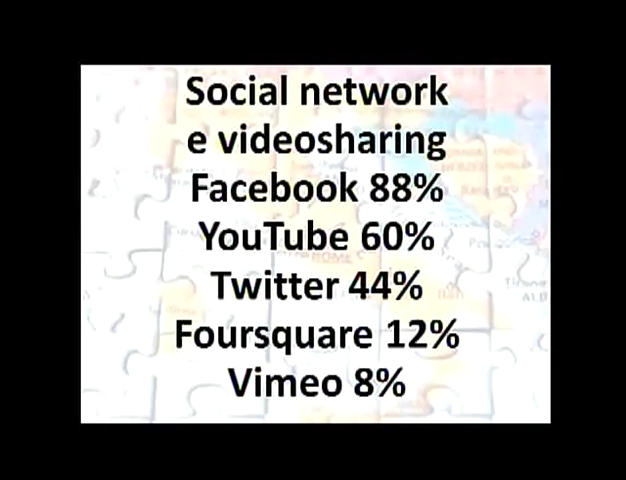 Social network
e videosharing
Facebook 88%
YouTube 60%
Twitter 44%
Foursquare 12%
Vimeo 8%